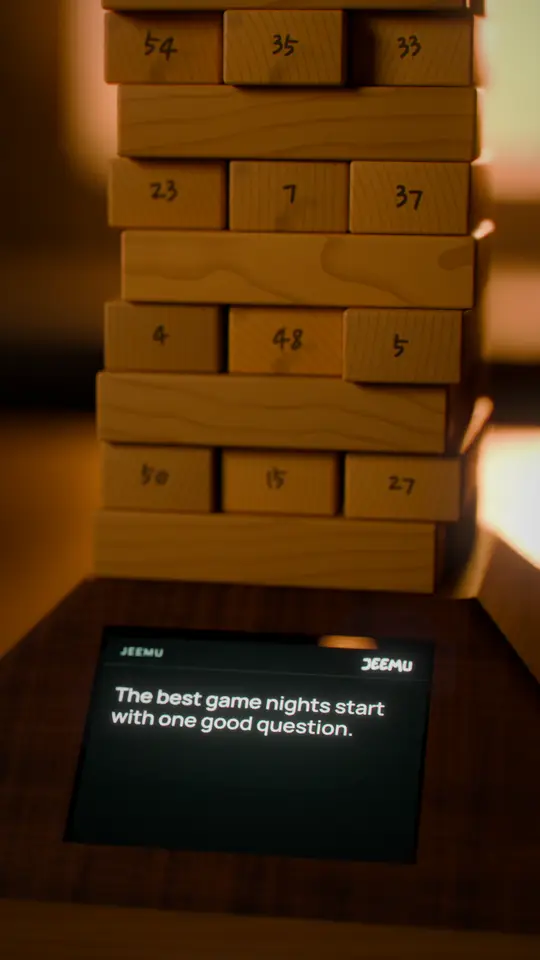 54 35 33
23 7 37
4 48 5
50 15 27
JEEMU JEEMU
The best game nights start
with one good question.